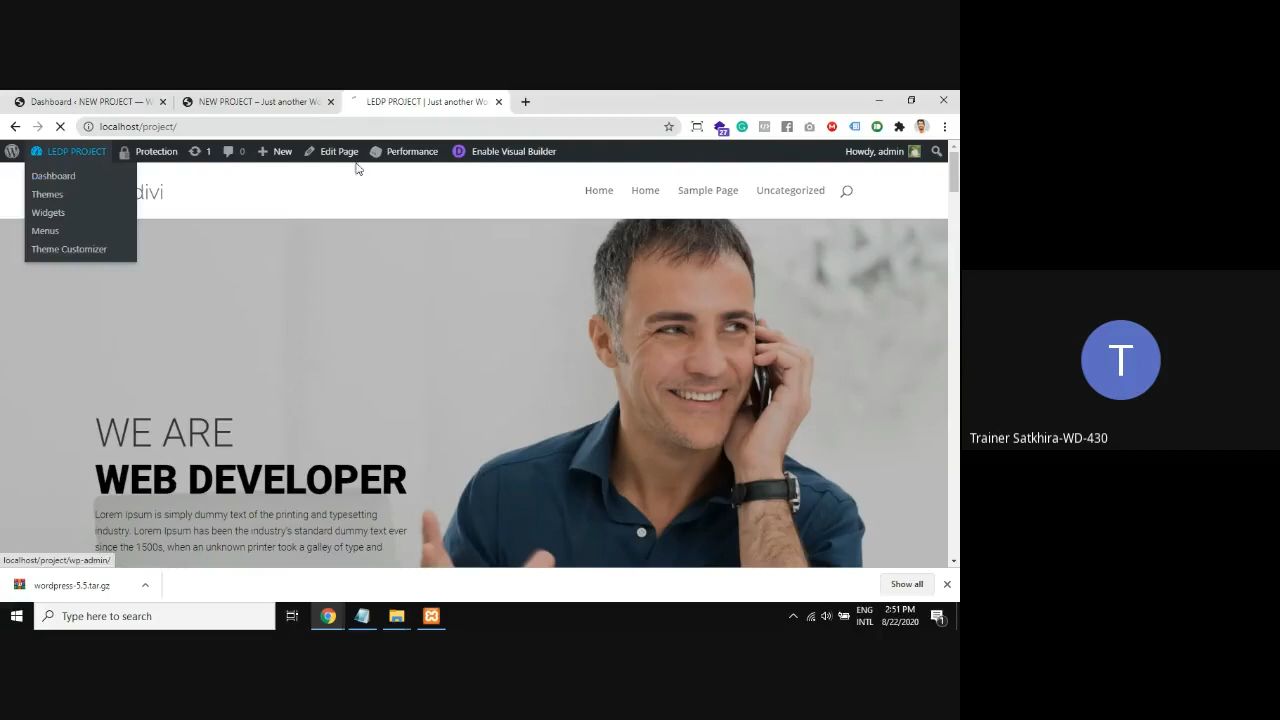 Dashboard ‹ NEW PROJECT — W
NEW PROJECT – Just another Wo
LEDP PROJECT | Just another Wo
localhost/project/
27
LEDP PROJECT
Protection
1
0
New
Edit Page
Performance
D
Enable Visual Builder
Howdy, admin
Dashboard
Themes
Widgets
Menus
Theme Customizer
divi
Home
Home
Sample Page
Uncategorized
WE ARE
WEB DEVELOPER
Lorem Ipsum is simply dummy text of the printing and typesetting
industry. Lorem Ipsum has been the industry's standard dummy text ever
since the 1500s, when an unknown printer took a galley of type and
localhost/project/wp-admin/
wordpress-5.5.tar.gz
Show all
Type here to search
ENG
INTL
2:51 PM
8/22/2020
1
T
Trainer Satkhira-WD-430